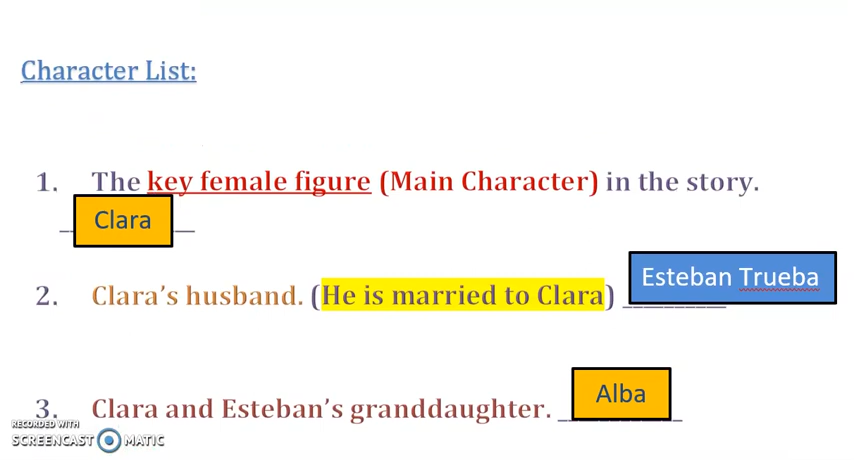 Character List:
1. The key female figure (Main Character) in the story.
Clara
2. Clara's husband. (He is married to Clara) Esteban Trueba
3. Clara and Esteban's granddaughter. Alba
RECORDED WITH
SCREENCAST MATIC